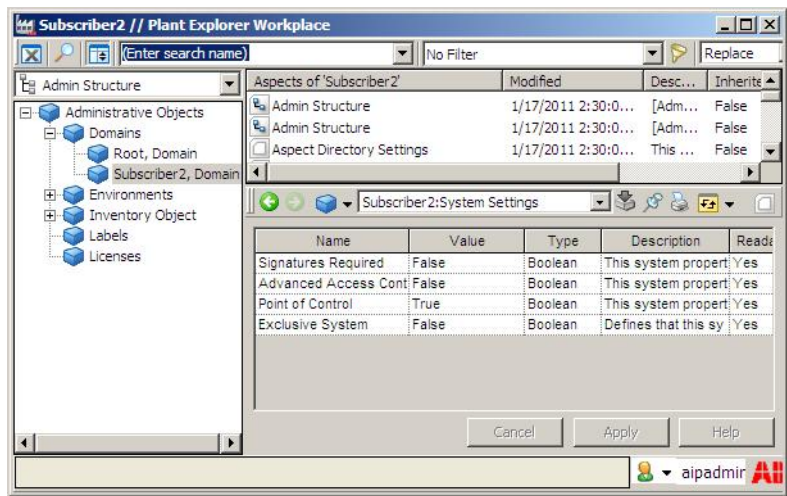 Subscriber2 // Plant Explorer Workplace
(Enter search name) No Filter Replace
Admin Structure
Administrative Objects
Domains
Root, Domain
Subscriber2, Domain
Environments
Inventory Object
Labels
Licenses
Aspects of 'Subscriber2' Modified Desc... Inherite
Admin Structure 1/17/2011 2:30:0... [Adm... False
Admin Structure 1/17/2011 2:30:0... [Adm... False
Aspect Directory Settings 1/17/2011 2:30:0... This ... False
Subscriber2:System Settings
Name Value Type Description Reada
Signatures Required False Boolean This system propert Yes
Advanced Access Cont False Boolean This system propert Yes
Point of Control True Boolean This system propert Yes
Exclusive System False Boolean Defines that this sy Yes
Cancel Apply Help
aipadmin ABB